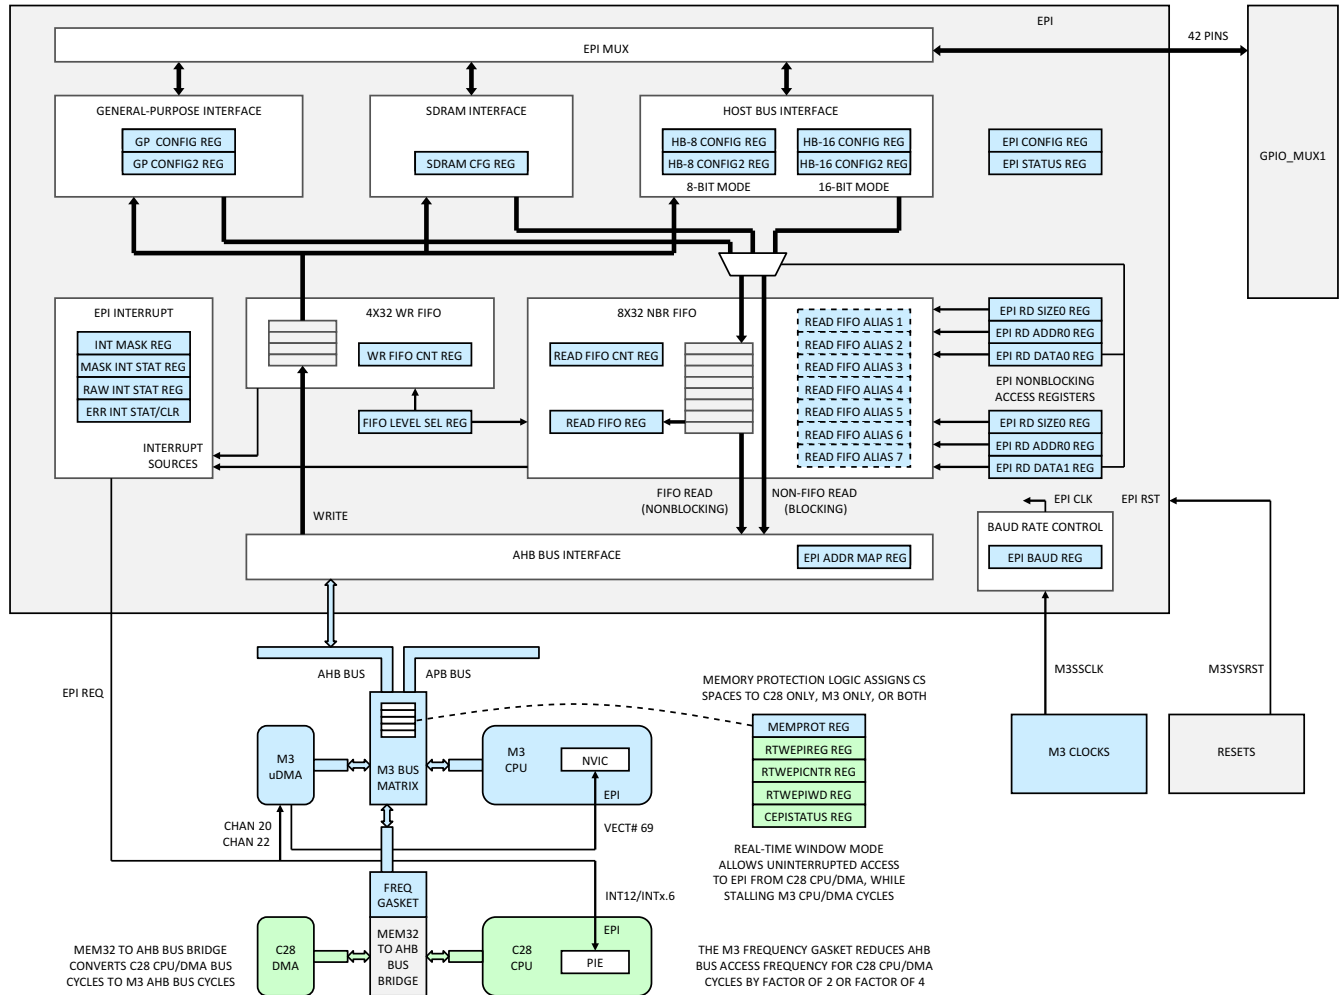 EPI
EPI MUX
42 PINS
GPIO_MUX1
GENERAL-PURPOSE INTERFACE
GP CONFIG REG
GP CONFIG2 REG
SDRAM INTERFACE
SDRAM CFG REG
HOST BUS INTERFACE
HB-8 CONFIG REG
HB-8 CONFIG2 REG
8-BIT MODE
HB-16 CONFIG REG
HB-16 CONFIG2 REG
16-BIT MODE
EPI CONFIG REG
EPI STATUS REG
EPI INTERRUPT
INT MASK REG
MASK INT STAT REG
RAW INT STAT REG
ERR INT STAT/CLR
INTERRUPT
SOURCES
4X32 WR FIFO
WR FIFO CNT REG
FIFO LEVEL SEL REG
8X32 NBR FIFO
READ FIFO CNT REG
READ FIFO REG
READ FIFO ALIAS 1
READ FIFO ALIAS 2
READ FIFO ALIAS 3
READ FIFO ALIAS 4
READ FIFO ALIAS 5
READ FIFO ALIAS 6
READ FIFO ALIAS 7
EPI RD SIZE0 REG
EPI RD ADDR0 REG
EPI RD DATA0 REG
EPI NONBLOCKING
ACCESS REGISTERS
EPI RD SIZE0 REG
EPI RD ADDR0 REG
EPI RD DATA1 REG
WRITE
FIFO READ
(NONBLOCKING)
NON-FIFO READ
(BLOCKING)
EPI CLK
EPI RST
BAUD RATE CONTROL
EPI BAUD REG
AHB BUS INTERFACE
EPI ADDR MAP REG
EPI REQ
AHB BUS
APB BUS
M3SSCLK
M3SYSRST
MEMORY PROTECTION LOGIC ASSIGNS CS
SPACES TO C28 ONLY, M3 ONLY, OR BOTH
MEMPROT REG
RTWEPIREG REG
RTWEPICNTR REG
RTWEPIWD REG
CEPISTATUS REG
M3 CLOCKS
RESETS
M3
uDMA
M3 BUS
MATRIX
M3
CPU
NVIC
EPI
CHAN 20
CHAN 22
VECT# 69
REAL-TIME WINDOW MODE
ALLOWS UNINTERRUPTED ACCESS
TO EPI FROM C28 CPU/DMA, WHILE
STALLING M3 CPU/DMA CYCLES
FREQ
GASKET
INT12/INTx.6
MEM32 TO AHB BUS BRIDGE
CONVERTS C28 CPU/DMA BUS
CYCLES TO M3 AHB BUS CYCLES
C28
DMA
MEM32
TO AHB
BUS
BRIDGE
C28
CPU
EPI
PIE
THE M3 FREQUENCY GASKET REDUCES AHB
BUS ACCESS FREQUENCY FOR C28 CPU/DMA
CYCLES BY FACTOR OF 2 OR FACTOR OF 4